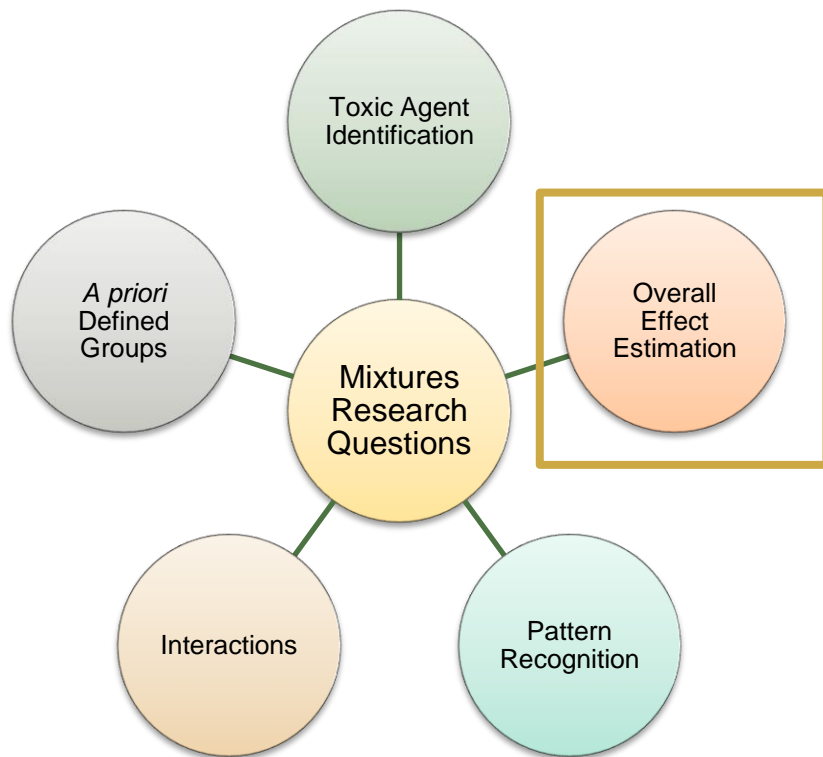 Toxic Agent
Identification
A priori
Defined
Groups
Overall
Effect
Estimation
Mixtures
Research
Questions
Interactions
Pattern
Recognition